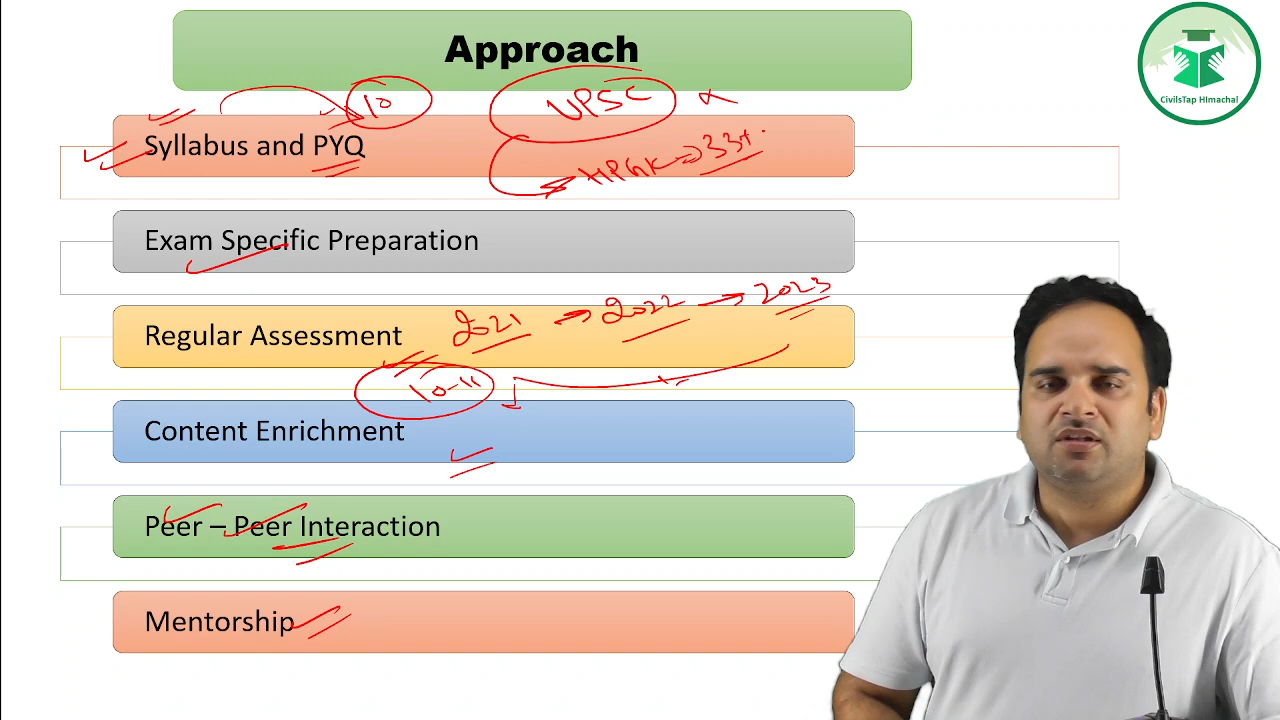 Approach
CivilsTap HImachal
10
UPSC
Syllabus and PYQ
HPGK → 33+
Exam Specific Preparation
2021 → 2022 → 2023
Regular Assessment
10-11
Content Enrichment
Peer – Peer Interaction
Mentorship